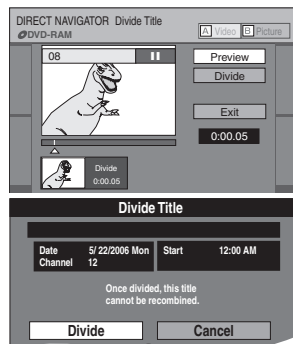 DIRECT NAVIGATOR Divide Title
DVD-RAM
A Video B Picture
08
Preview
Divide
Exit
0:00.05
Divide
0:00.05
Divide Title
Date 5/ 22/2006 Mon Start 12:00 AM
Channel 12
Once divided, this title
cannot be recombined.
Divide Cancel